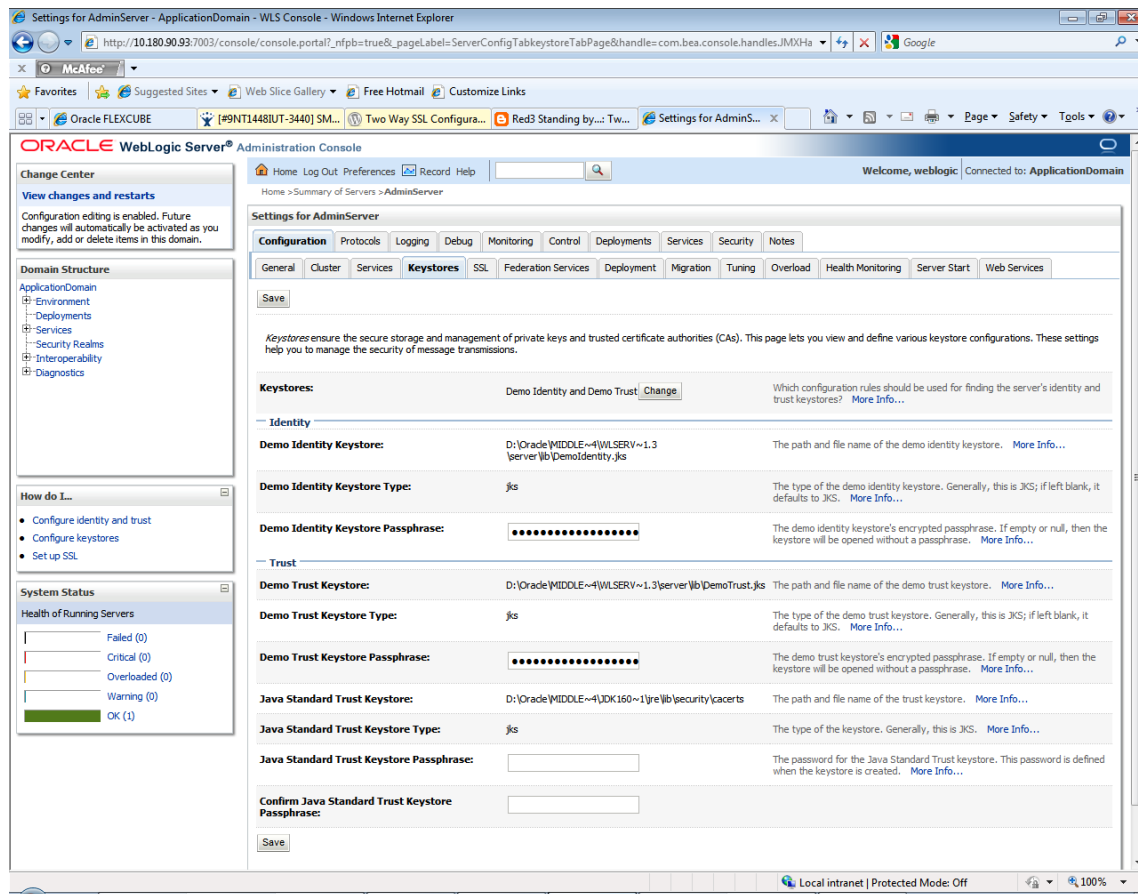 Settings for AdminServer - ApplicationDomain - WLS Console - Windows Internet Explorer
http://10.180.90.93:7003/console/console.portal?_nfpb=true&_pageLabel=ServerConfigTabkeystoreTabPage&handle=com.bea.console.handles.JMXHa
Google
x McAfee
Favorites Suggested Sites Web Slice Gallery Free Hotmail Customize Links
Oracle FLEXCUBE [#9NT1448IUT-3440] SM... Two Way SSL Configura... Red3 Standing by...: Tw... Settings for AdminS... x Page Safety Tools
ORACLE WebLogic Server® Administration Console
Change Center
View changes and restarts
Configuration editing is enabled. Future
changes will automatically be activated as you
modify, add or delete items in this domain.
Domain Structure
ApplicationDomain
Environment
Deployments
Services
Security Realms
Interoperability
Diagnostics
How do I...
Configure identity and trust
Configure keystores
Set up SSL
System Status
Health of Running Servers
Failed (0)
Critical (0)
Overloaded (0)
Warning (0)
OK (1)
Home Log Out Preferences Record Help
Welcome, weblogic Connected to: ApplicationDomain
Home >Summary of Servers >AdminServer
Settings for AdminServer
Configuration Protocols Logging Debug Monitoring Control Deployments Services Security Notes
General Cluster Services Keystores SSL Federation Services Deployment Migration Tuning Overload Health Monitoring Server Start Web Services
Save
Keystores ensure the secure storage and management of private keys and trusted certificate authorities (CAs). This page lets you view and define various keystore configurations. These settings
help you to manage the security of message transmissions.
Keystores: Demo Identity and Demo Trust Change Which configuration rules should be used for finding the server's identity and
trust keystores? More Info...
Identity
Demo Identity Keystore: D:\Oracle\MIDDLE~4\WLSERV~1.3 The path and file name of the demo identity keystore. More Info...
\server\lib\DemoIdentity.jks
Demo Identity Keystore Type: jks The type of the demo identity keystore. Generally, this is JKS; if left blank, it
defaults to JKS. More Info...
Demo Identity Keystore Passphrase: The demo identity keystore's encrypted passphrase. If empty or null, then the
keystore will be opened without a passphrase. More Info...
Trust
Demo Trust Keystore: D:\Oracle\MIDDLE~4\WLSERV~1.3\server\lib\DemoTrust.jks The path and file name of the demo trust keystore. More Info...
Demo Trust Keystore Type: jks The type of the demo trust keystore. Generally, this is JKS; if left blank, it
defaults to JKS. More Info...
Demo Trust Keystore Passphrase: The demo trust keystore's encrypted passphrase. If empty or null, then the
keystore will be opened without a passphrase. More Info...
Java Standard Trust Keystore: D:\Oracle\MIDDLE~4\JDK160~1\jre\lib\security\cacerts The path and file name of the trust keystore. More Info...
Java Standard Trust Keystore Type: jks The type of the keystore. Generally, this is JKS. More Info...
Java Standard Trust Keystore Passphrase: The password for the Java Standard Trust keystore. This password is defined
when the keystore is created. More Info...
Confirm Java Standard Trust Keystore
Passphrase:
Save
Local intranet | Protected Mode: Off 100%